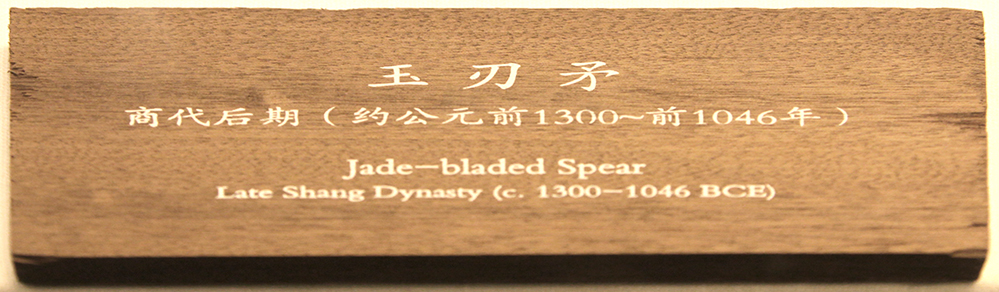 玉刃矛
商代后期（约公元前1300~前1046年）
Jade-bladed Spear
Late Shang Dynasty (c. 1300-1046 BCE)